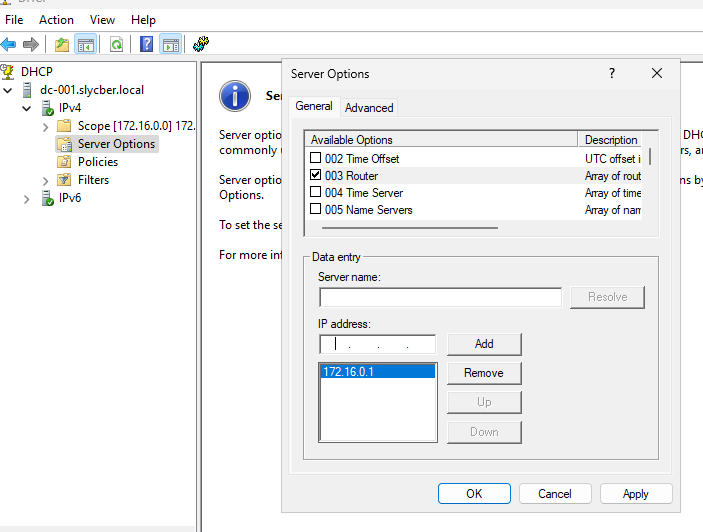 DHCP
File Action View Help
DHCP
dc-001.slycber.local
IPv4
Scope [172.16.0.0] 172.
Server Options
Policies
Filters
IPv6
Server optio
commonly
Server optio
Options.
To set the se
For more inf
DHC
rs, ar
ns by
Server Options
? ✕
General Advanced
Available Options Description
002 Time Offset UTC offset i
003 Router Array of rout
004 Time Server Array of time
005 Name Servers Array of nam
Data entry
Server name:
Resolve
IP address:
. . . Add
172.16.0.1 Remove
Up
Down
OK Cancel Apply